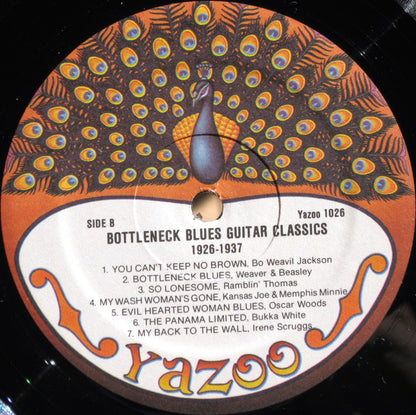 SIDE B
Yazoo 1026
BOTTLENECK BLUES GUITAR CLASSICS
1926-1937
1. YOU CAN'T KEEP NO BROWN, Bo Weavil Jackson
2. BOTTLENECK BLUES, Weaver & Beasley
3. SO LONESOME, Ramblin' Thomas
4. MY WASH WOMAN'S GONE, Kansas Joe & Memphis Minnie
5. EVIL HEARTED WOMAN BLUES, Oscar Woods
6. THE PANAMA LIMITED, Bukka White
7. MY BACK TO THE WALL, Irene Scruggs
Yazoo